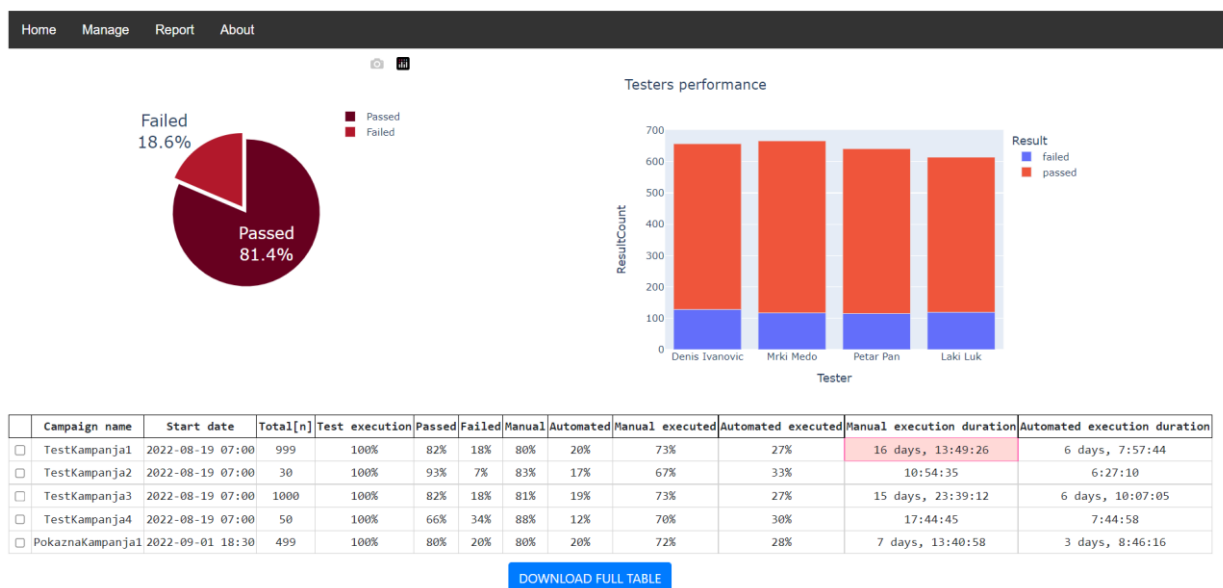 Home Manage Report About
Failed
18.6%
Passed
81.4%
Passed
Failed
Testers performance
700
600
500
400
300
200
100
0
ResultCount
Denis Ivanovic Mrki Medo Petar Pan Laki Luk
Tester
Result
failed
passed
Campaign name Start date Total[n] Test execution Passed Failed Manual Automated Manual executed Automated executed Manual execution duration Automated execution duration
TestKampanja1 2022-08-19 07:00 999 100% 82% 18% 80% 20% 73% 27% 16 days, 13:49:26 6 days, 7:57:44
TestKampanja2 2022-08-19 07:00 30 100% 93% 7% 83% 17% 67% 33% 10:54:35 6:27:10
TestKampanja3 2022-08-19 07:00 1000 100% 82% 18% 81% 19% 73% 27% 15 days, 23:39:12 6 days, 10:07:05
TestKampanja4 2022-08-19 07:00 50 100% 66% 34% 88% 12% 70% 30% 17:44:45 7:44:58
PokaznaKampanja1 2022-09-01 18:30 499 100% 80% 20% 80% 20% 72% 28% 7 days, 13:40:58 3 days, 8:46:16
DOWNLOAD FULL TABLE